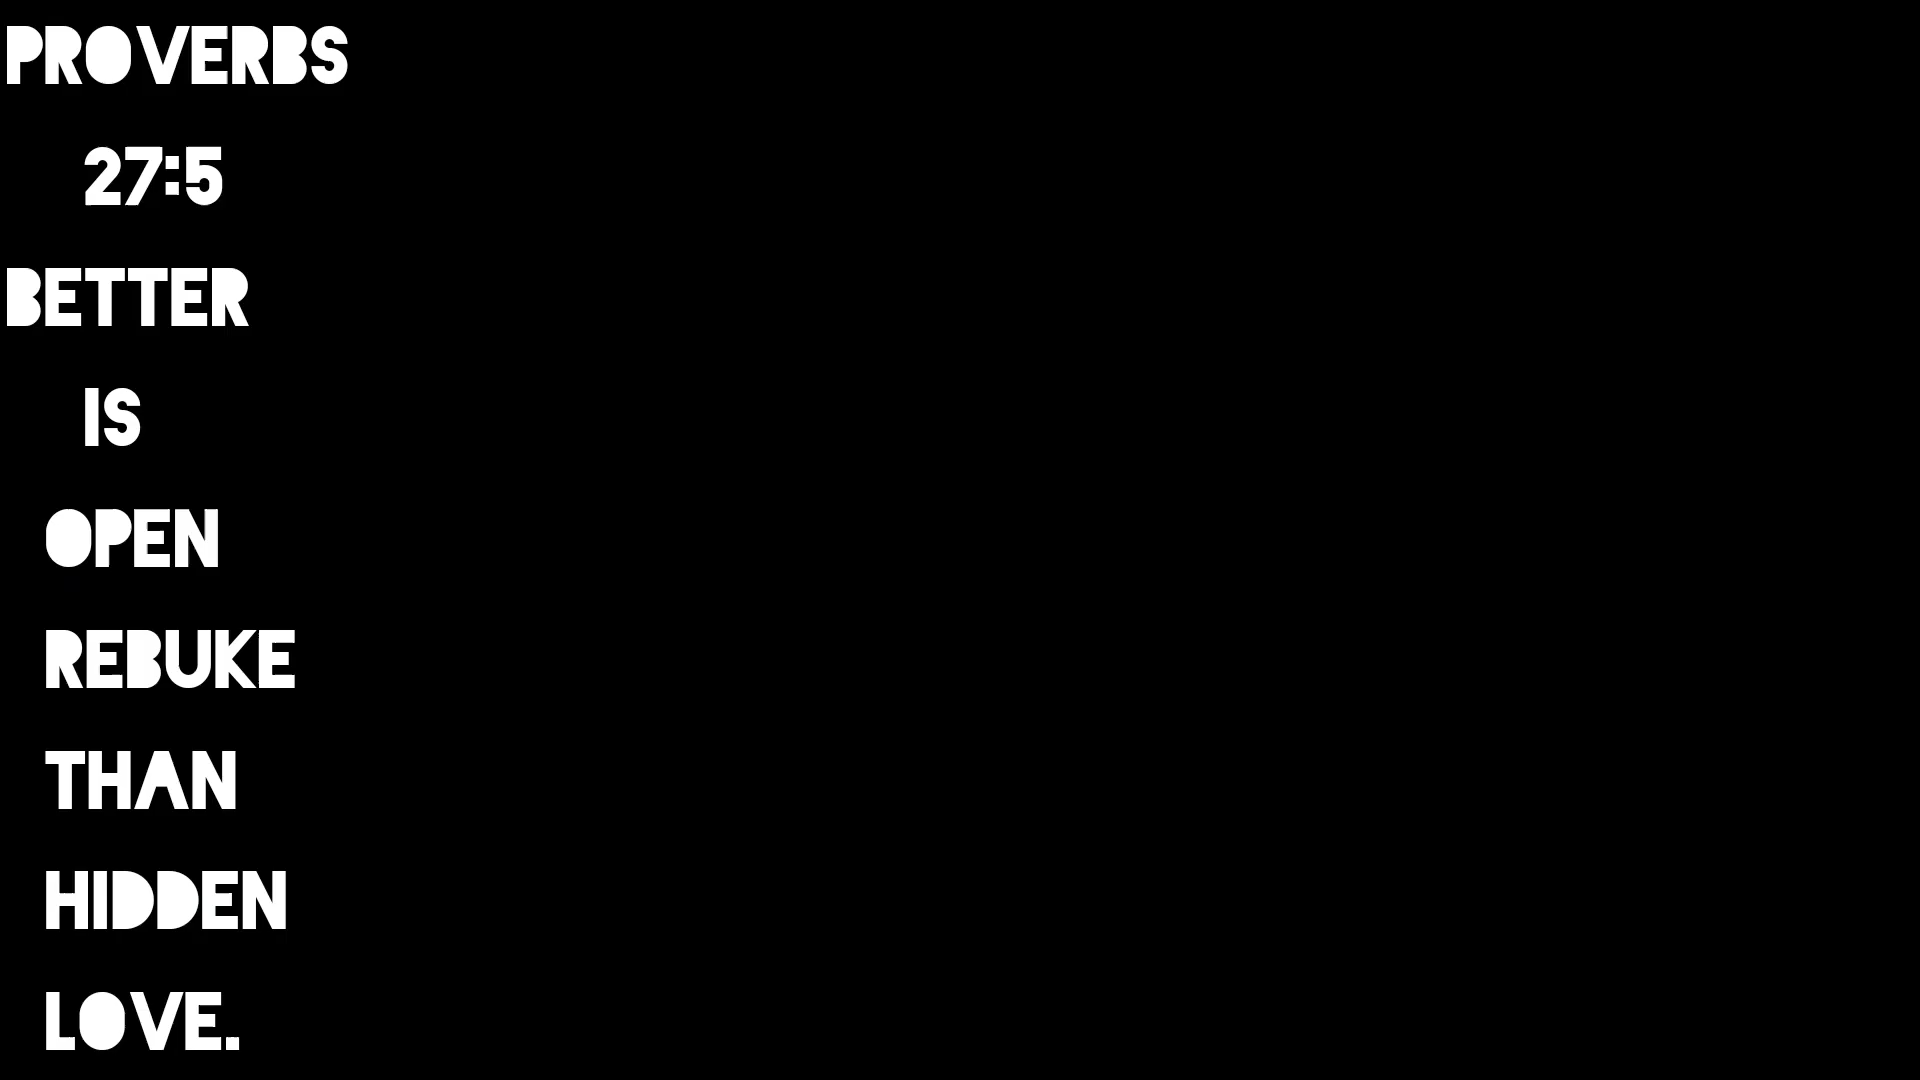 PROVERBS
27:5
BETTER
IS
OPEN
REBUKE
THAN
HIDDEN
LOVE.